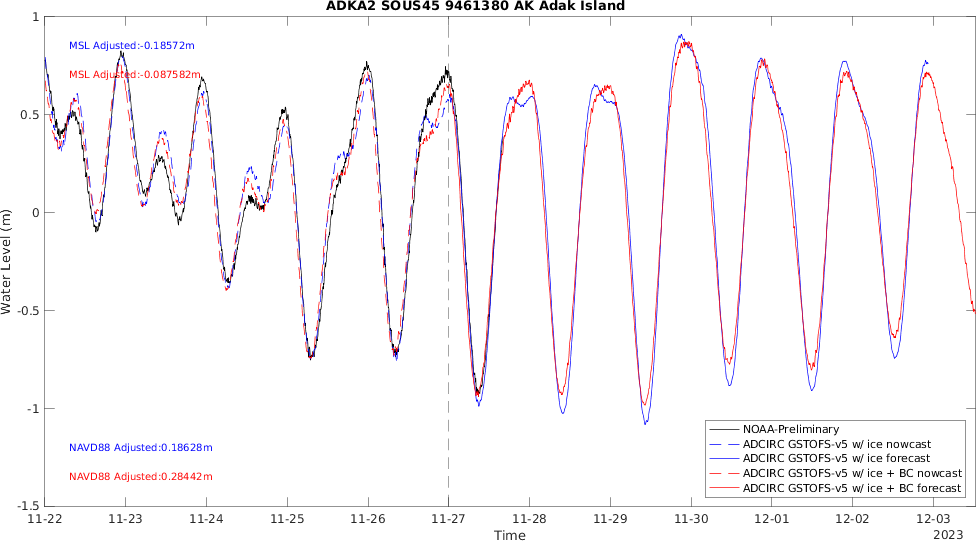 ADKA2 SOUS45 9461380 AK Adak Island
1
0.5
0
-0.5
-1
-1.5
Water Level (m)
MSL Adjusted:-0.18572m
MSL Adjusted:-0.087582m
NAVD88 Adjusted:0.18628m
NAVD88 Adjusted:0.28442m
NOAA-Preliminary
ADCIRC GSTOFS-v5 w/ ice nowcast
ADCIRC GSTOFS-v5 w/ ice forecast
ADCIRC GSTOFS-v5 w/ ice + BC nowcast
ADCIRC GSTOFS-v5 w/ ice + BC forecast
11-22 11-23 11-24 11-25 11-26 11-27 11-28 11-29 11-30 12-01 12-02 12-03
Time
2023